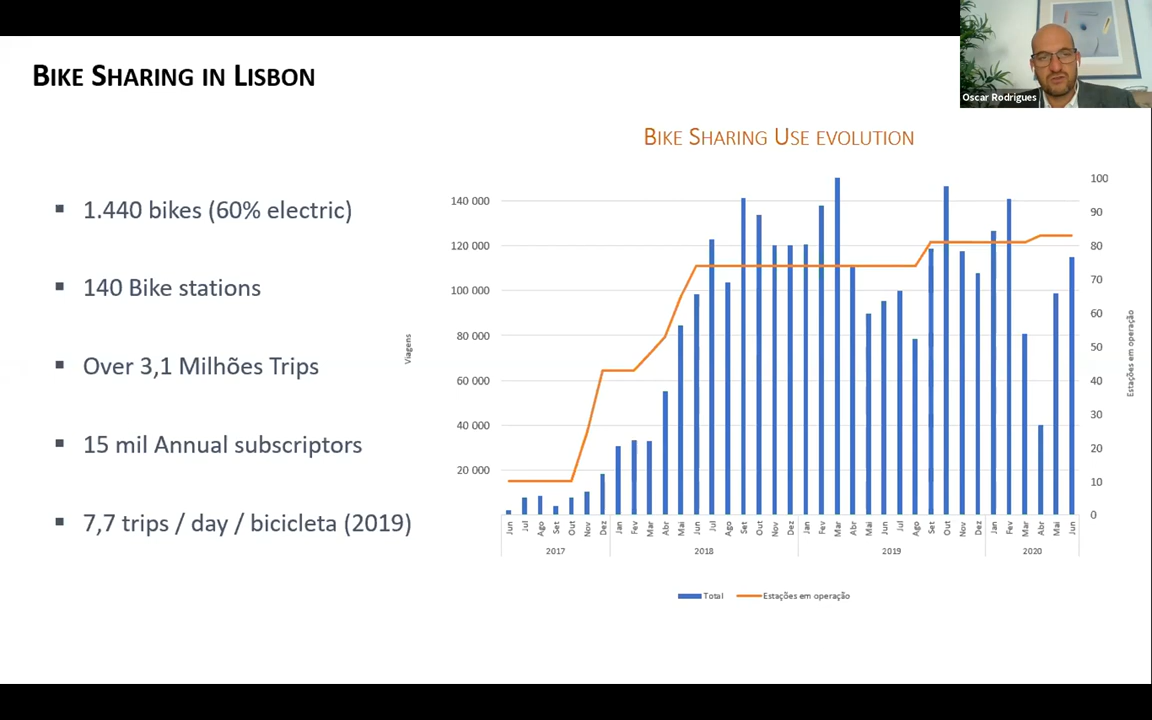 BIKE SHARING IN LISBON
Oscar Rodrigues
▪ 1.440 bikes (60% electric)
▪ 140 Bike stations
▪ Over 3,1 Milhões Trips
▪ 15 mil Annual subscriptors
▪ 7,7 trips / day / bicicleta (2019)
BIKE SHARING USE EVOLUTION
Viagens
140 000
120 000
100 000
80 000
60 000
40 000
20 000
100
90
80
70
60
50
40
30
20
10
0
Estações em operação
Jun Jul Ago Set Out Nov Dez Jan Fev Mar Abr Mai Jun Jul Ago Set Out Nov Dez Jan Fev Mar Abr Mai Jun Jul Ago Set Out Nov Dez Jan Fev Mar Abr Mai Jun
2017 2018 2019 2020
Total Estações em operação